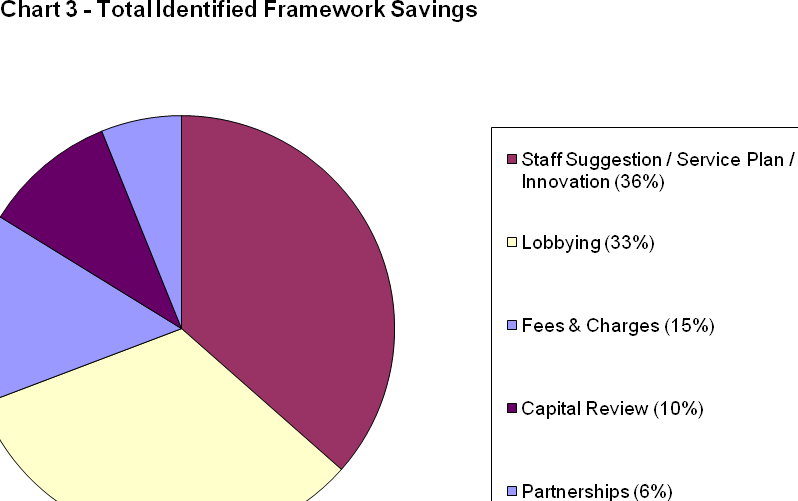 Chart 3 - Total Identified Framework Savings
Staff Suggestion / Service Plan /
Innovation (36%)
Lobbying (33%)
Fees & Charges (15%)
Capital Review (10%)
Partnerships (6%)